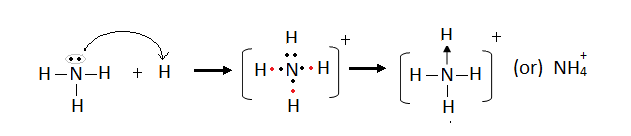 H H
H–N–H + H → [H : N : H]⁺ → [H–N–H]⁺ (or) NH₄⁺
H H H